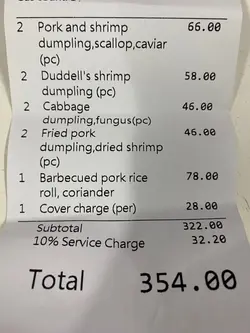 2 Pork and shrimp 66.00
dumpling,scallop,caviar
(pc)
2 Duddell's shrimp 58.00
dumpling (pc)
2 Cabbage 46.00
dumpling,fungus(pc)
2 Fried pork 46.00
dumpling,dried shrimp
(pc)
1 Barbecued pork rice 78.00
roll, coriander
1 Cover charge (per) 28.00
Subtotal 322.00
10% Service Charge 32.20
Total 354.00